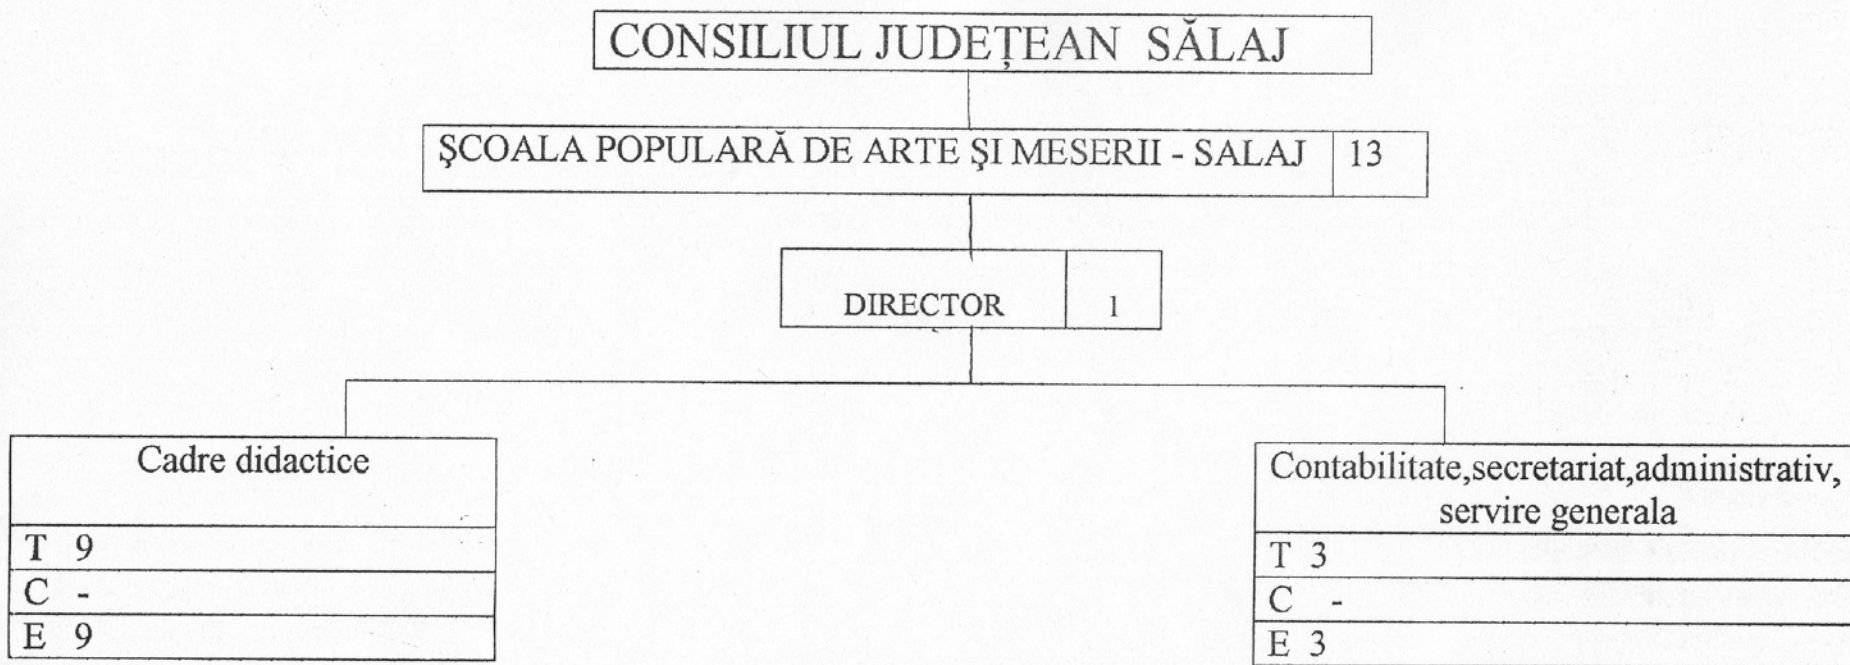 CONSILIUL JUDEȚEAN SĂLAJ
ŞCOALA POPULARĂ DE ARTE ŞI MESERII - SALAJ 13
DIRECTOR 1
Cadre didactice
T 9
C -
E 9
Contabilitate,secretariat,administrativ,
servire generala
T 3
C -
E 3